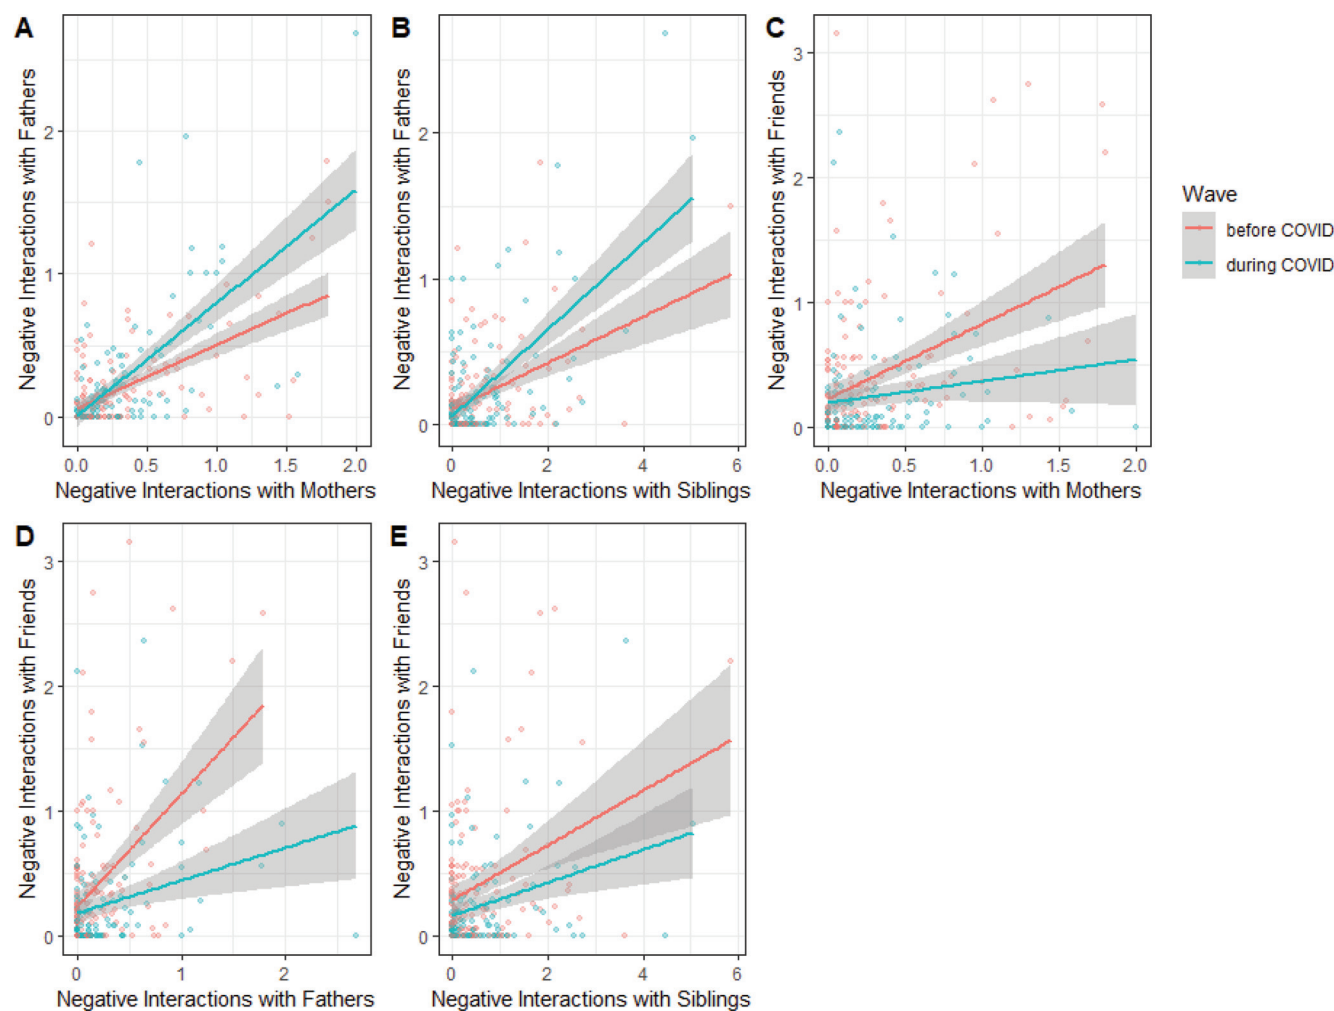 A
Negative Interactions with Fathers
2
1
0
0.0 0.5 1.0 1.5 2.0
Negative Interactions with Mothers
B
Negative Interactions with Fathers
2
1
0
0 2 4 6
Negative Interactions with Siblings
C
Negative Interactions with Friends
3
2
1
0
0.0 0.5 1.0 1.5 2.0
Negative Interactions with Mothers
Wave
before COVID
during COVID
D
Negative Interactions with Friends
3
2
1
0
0 1 2
Negative Interactions with Fathers
E
Negative Interactions with Friends
3
2
1
0
0 2 4 6
Negative Interactions with Siblings